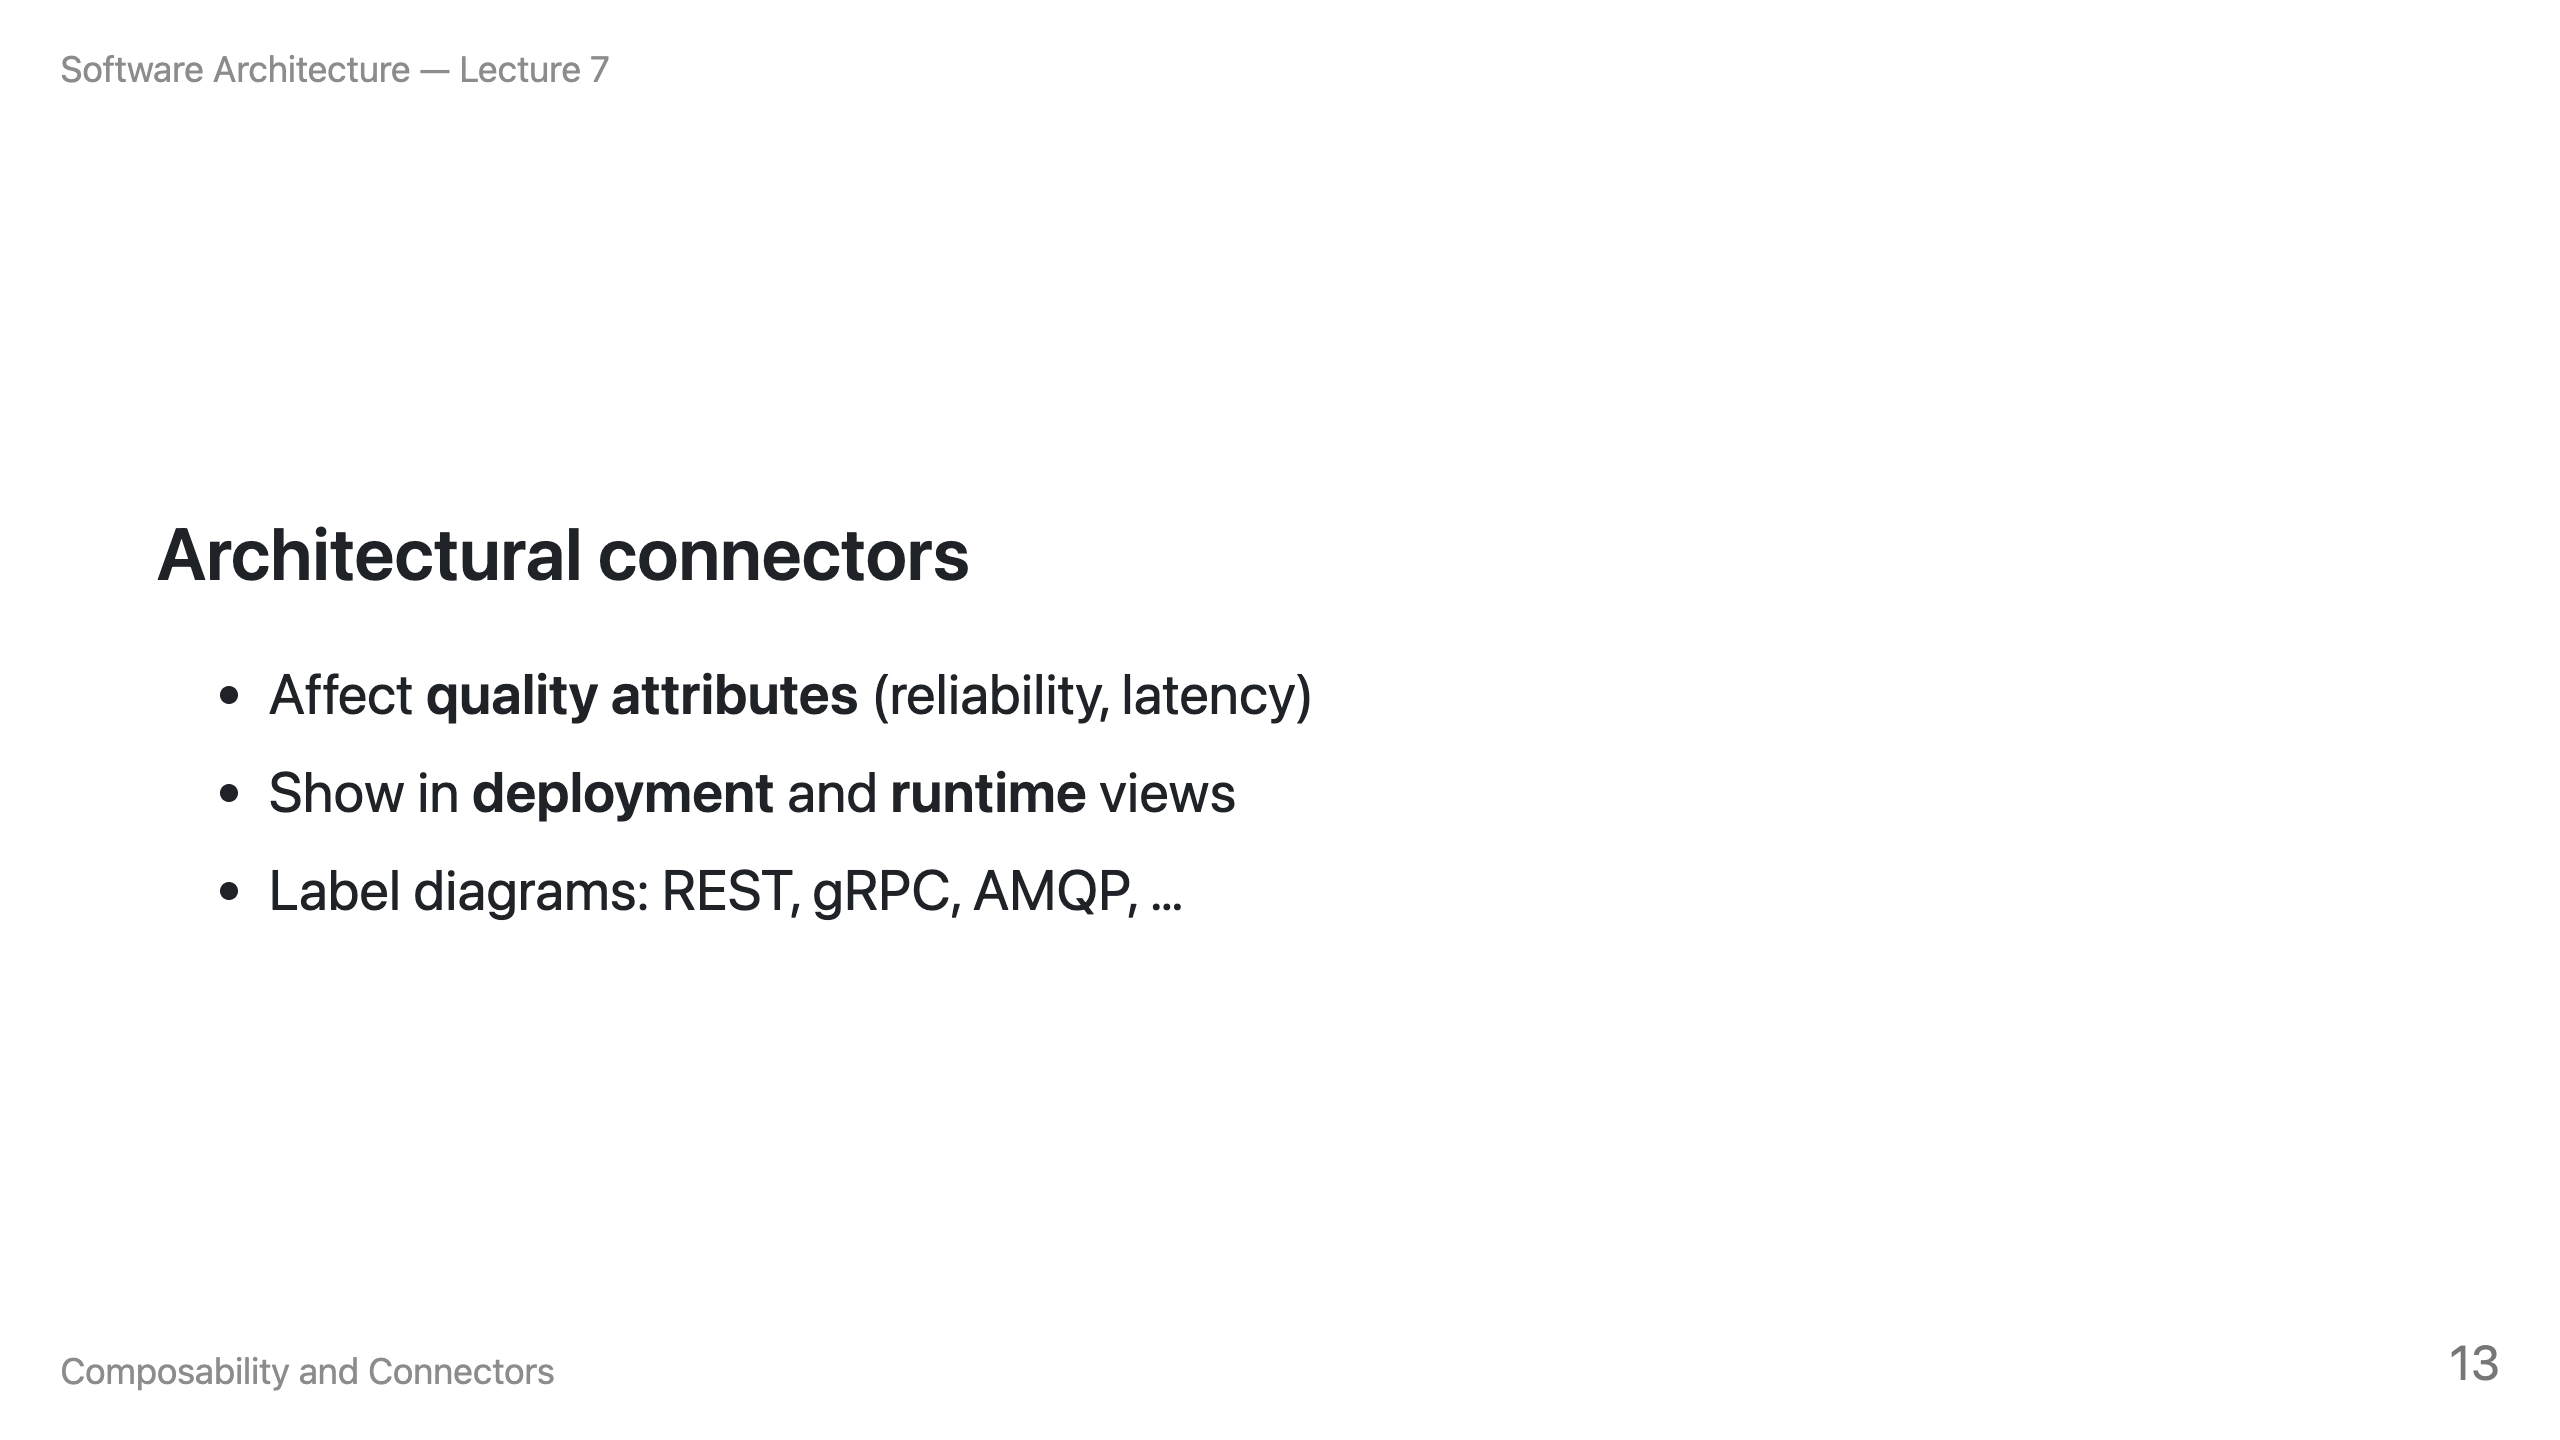 Software Architecture — Lecture 7
Architectural connectors
• Affect quality attributes (reliability, latency)
• Show in deployment and runtime views
• Label diagrams: REST, gRPC, AMQP, …
Composability and Connectors
13